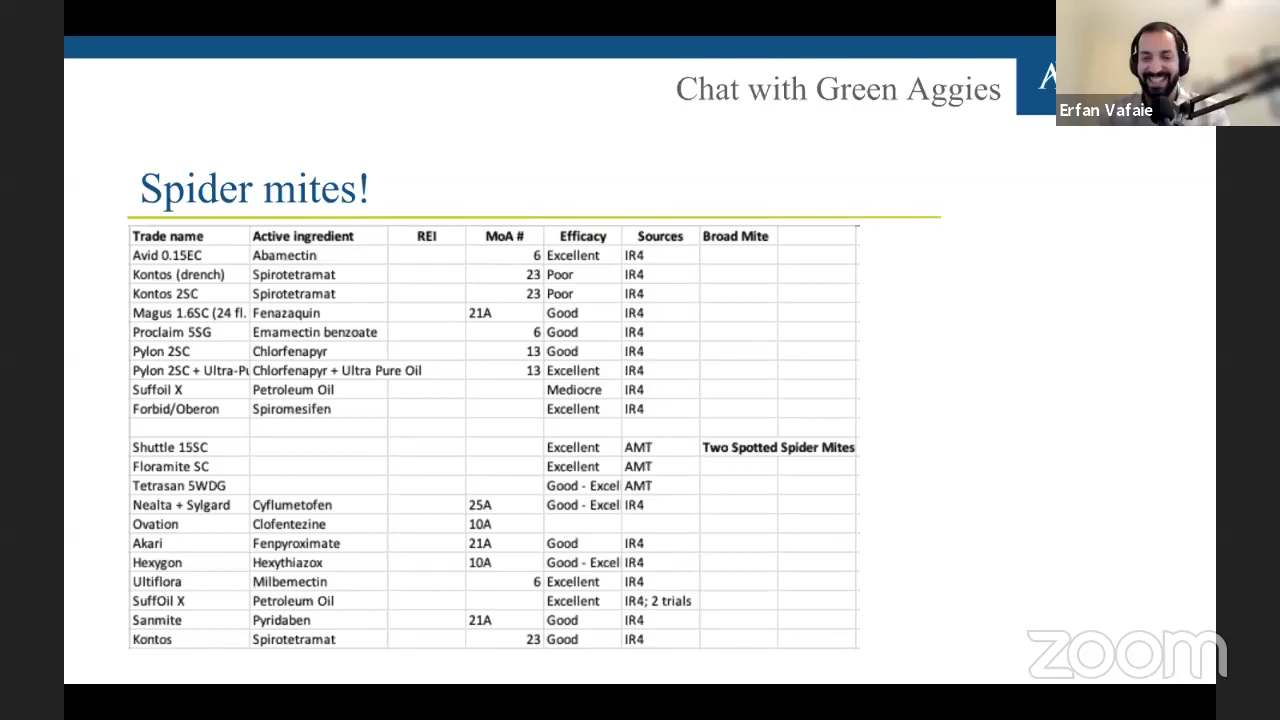 Chat with Green Aggies
A
Erfan Vafaie
Spider mites!
Trade name Active ingredient REI MoA # Efficacy Sources Broad Mite
Avid 0.15EC Abamectin 6 Excellent IR4
Kontos (drench) Spirotetramat 23 Poor IR4
Kontos 2SC Spirotetramat 23 Poor IR4
Magus 1.6SC (24 fl. Fenazaquin 21A Good IR4
Proclaim 5SG Emamectin benzoate 6 Good IR4
Pylon 2SC Chlorfenapyr 13 Good IR4
Pylon 2SC + Ultra-Pu Chlorfenapyr + Ultra Pure Oil 13 Excellent IR4
Suffoil X Petroleum Oil Mediocre IR4
Forbid/Oberon Spiromesifen Excellent IR4
Shuttle 15SC Excellent AMT Two Spotted Spider Mites
Floramite SC Excellent AMT
Tetrasan 5WDG Good - Excel AMT
Nealta + Sylgard Cyflumetofen 25A Good - Excel IR4
Ovation Clofentezine 10A
Akari Fenpyroximate 21A Good IR4
Hexygon Hexythiazox 10A Good - Excel IR4
Ultiflora Milbemectin 6 Excellent IR4
SuffOil X Petroleum Oil Excellent IR4; 2 trials
Sanmite Pyridaben 21A Good IR4
Kontos Spirotetramat 23 Good IR4
zoom